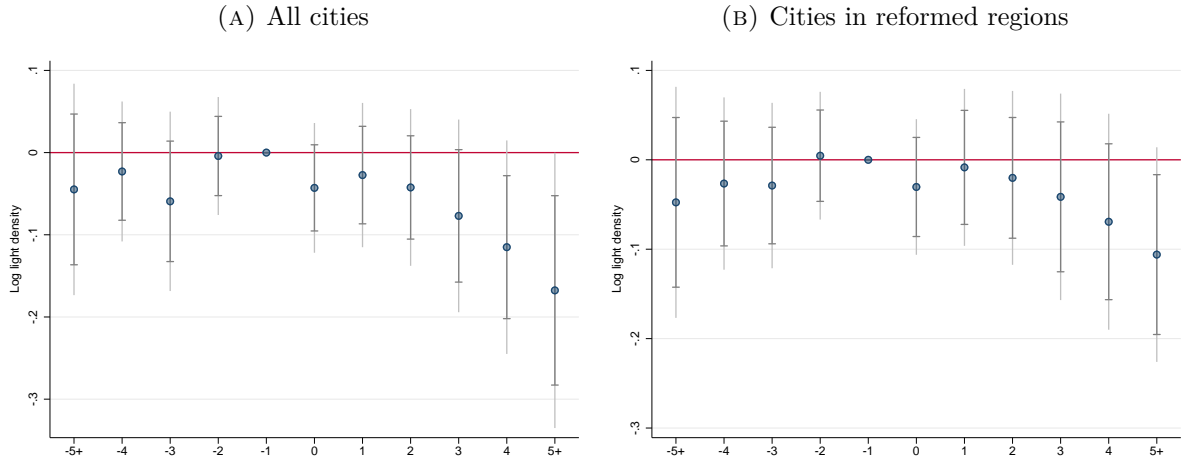 (A) All cities
.1
0
-.1
-.2
-.3
Log light density
-5+ -4 -3 -2 -1 0 1 2 3 4 5+
(B) Cities in reformed regions
.1
0
-.1
-.2
-.3
Log light density
-5+ -4 -3 -2 -1 0 1 2 3 4 5+